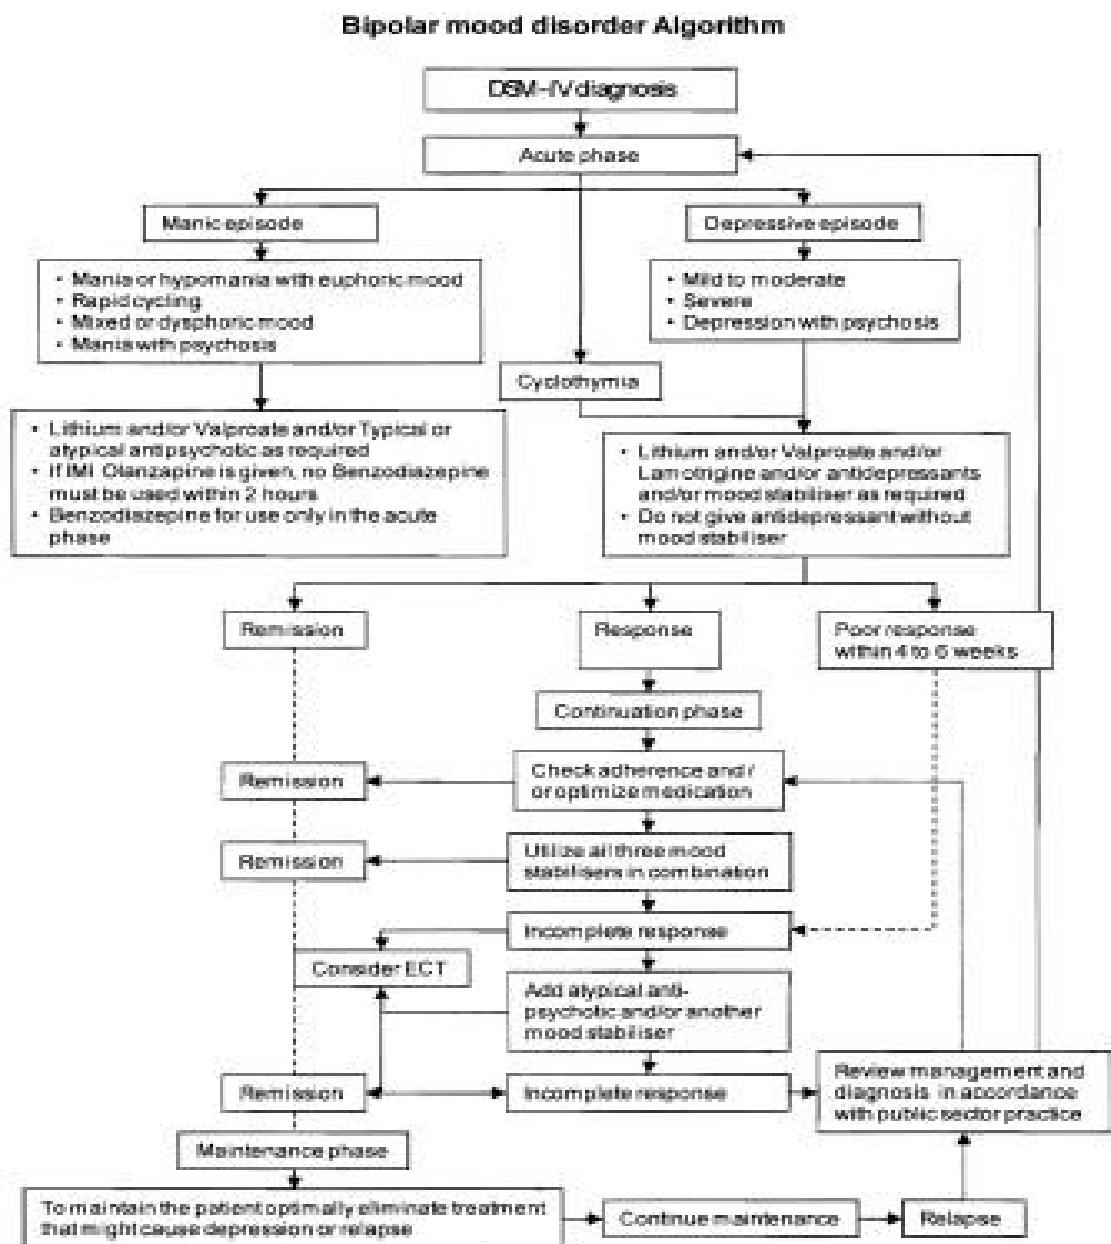 Bipolar mood disorder Algorithm
DSM-IV diagnosis
Acute phase
Manic episode
Depressive episode
• Mania or hypomania with euphoric mood
• Rapid cycling
• Mixed or dysphoric mood
• Mania with psychosis
• Mild to moderate
• Severe
• Depression with psychosis
Cyclothymia
• Lithium and/or Valproate and/or Typical or
atypical antipsychotic as required
• If IMI Olanzapine is given, no Benzodiazepine
must be used within 2 hours
• Benzodiazepine for use only in the acute
phase
• Lithium and/or Valproate and/or
Lamotrigine and/or antidepressants
and/or mood stabiliser as required
• Do not give antidepressant without
mood stabiliser
Remission
Response
Poor response
within 4 to 6 weeks
Continuation phase
Remission
Check adherence and/
or optimize medication
Remission
Utilize all three mood
stabilisers in combination
Incomplete response
Consider ECT
Add atypical anti-
psychotic and/or another
mood stabiliser
Remission
Incomplete response
Review management and
diagnosis in accordance
with public sector practice
Maintenance phase
To maintain the patient optimally eliminate treatment
that might cause depression or relapse
Continue maintenance
Relapse